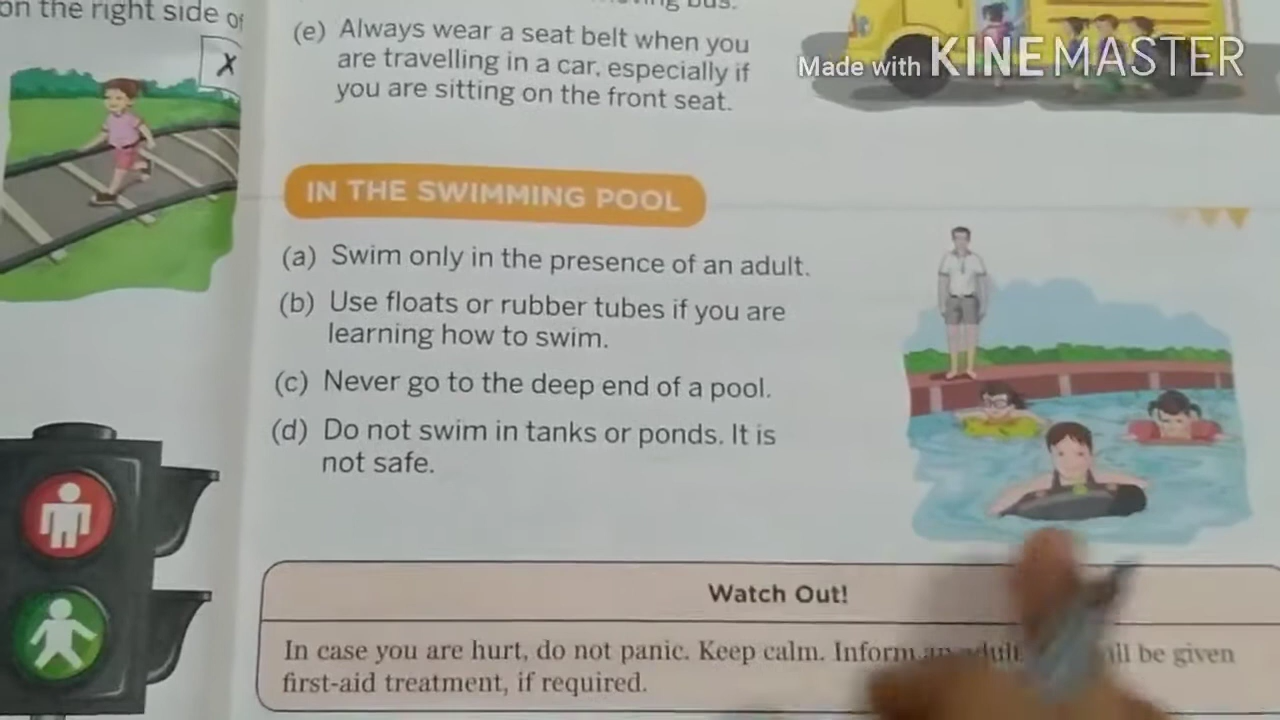 on the right side of
X
(e) Always wear a seat belt when you
are travelling in a car, especially if
you are sitting on the front seat.
Made with KINEMASTER
IN THE SWIMMING POOL
(a) Swim only in the presence of an adult.
(b) Use floats or rubber tubes if you are
learning how to swim.
(c) Never go to the deep end of a pool.
(d) Do not swim in tanks or ponds. It is
not safe.
Watch Out!
In case you are hurt, do not panic. Keep calm. Inform an adult be given
first-aid treatment, if required.